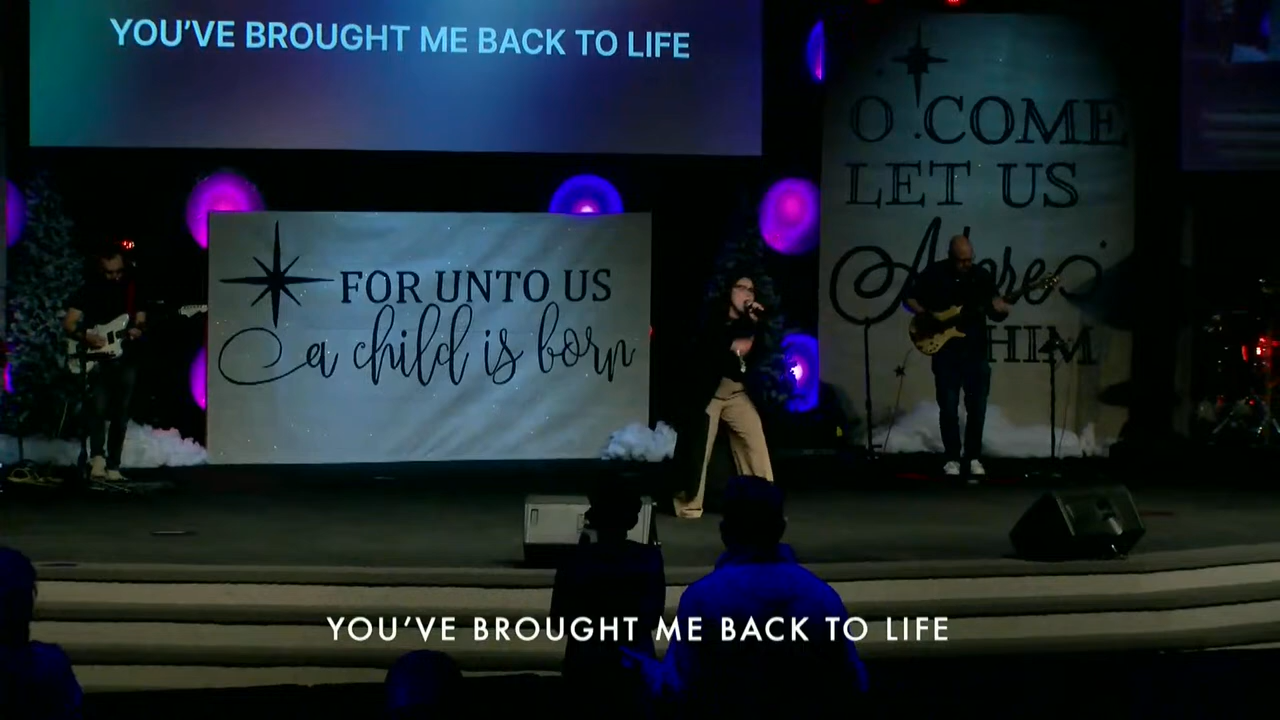 YOU'VE BROUGHT ME BACK TO LIFE
O COME
LET US
Adore
HIM
FOR UNTO US
a child is born
YOU'VE BROUGHT ME BACK TO LIFE